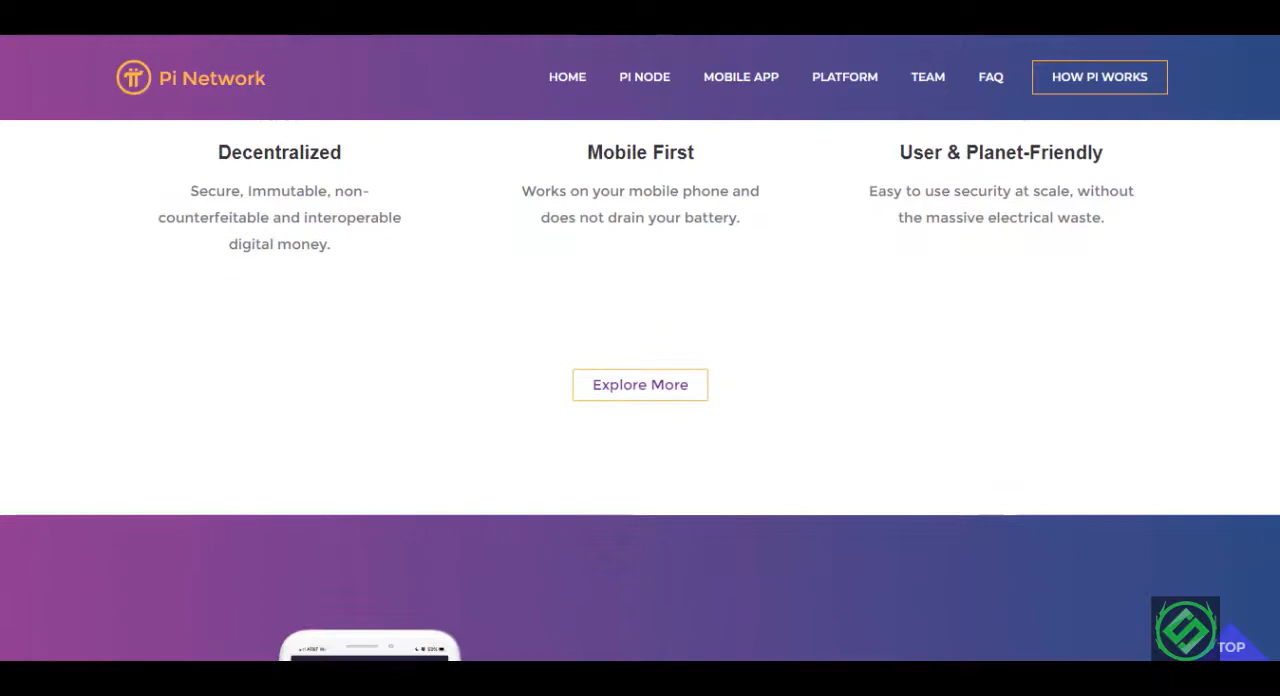 Pi Network
HOME PI NODE MOBILE APP PLATFORM TEAM FAQ HOW PI WORKS
Decentralized
Secure, Immutable, non-
counterfeitable and interoperable
digital money.
Mobile First
Works on your mobile phone and
does not drain your battery.
User & Planet-Friendly
Easy to use security at scale, without
the massive electrical waste.
Explore More
TOP